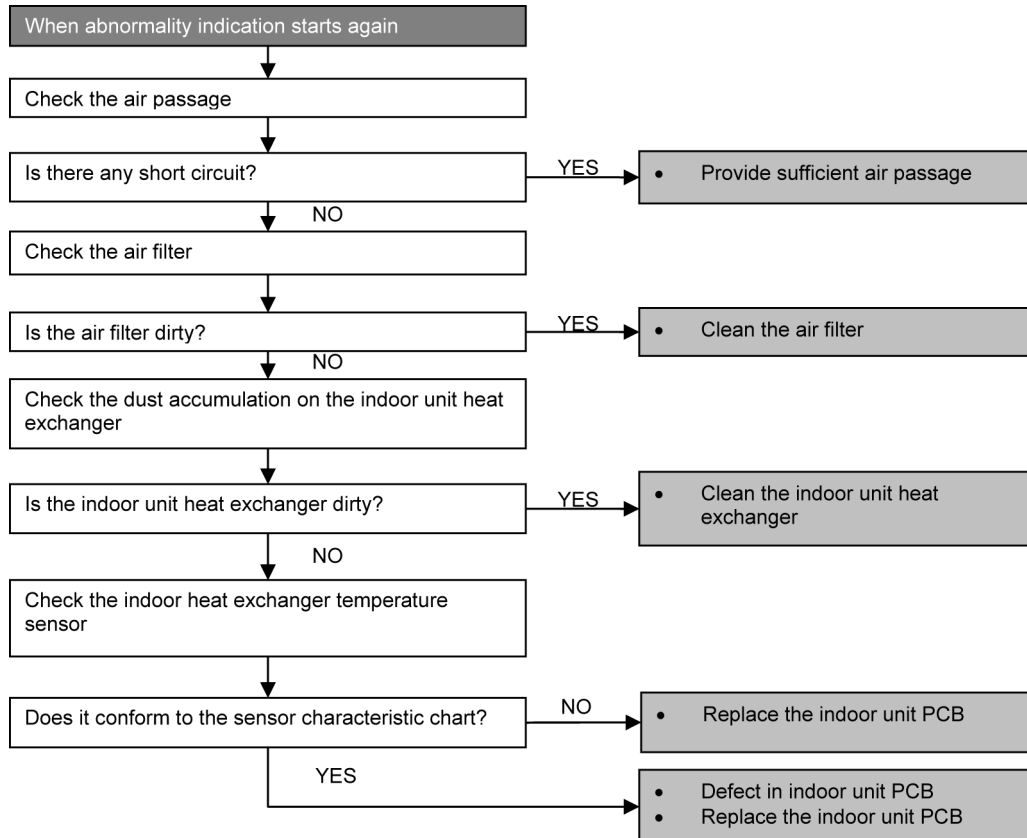 When abnormality indication starts again
Check the air passage
Is there any short circuit?
YES
• Provide sufficient air passage
NO
Check the air filter
Is the air filter dirty?
YES
• Clean the air filter
NO
Check the dust accumulation on the indoor unit heat
exchanger
Is the indoor unit heat exchanger dirty?
YES
• Clean the indoor unit heat
exchanger
NO
Check the indoor heat exchanger temperature
sensor
Does it conform to the sensor characteristic chart?
NO
• Replace the indoor unit PCB
YES
• Defect in indoor unit PCB
• Replace the indoor unit PCB